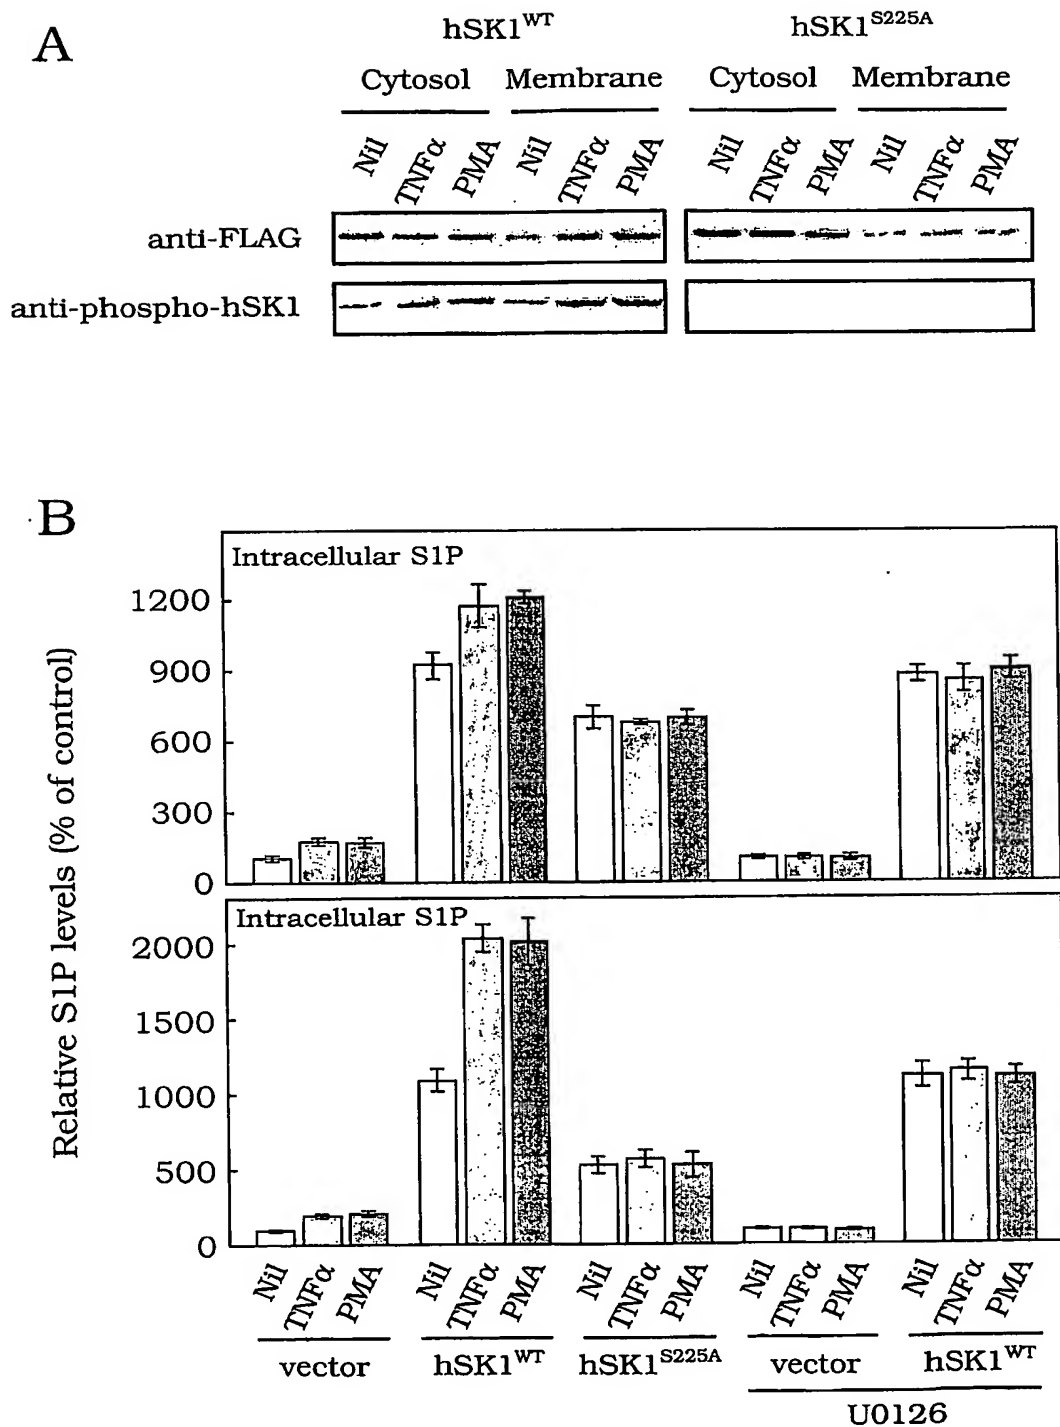 A
hSK1WT hSK1S225A
Cytosol Membrane Cytosol Membrane
Nil TNFα PMA Nil TNFα PMA Nil TNFα PMA Nil TNFα PMA
anti-FLAG
anti-phospho-hSK1
B
Relative S1P levels (% of control)
Intracellular S1P
1200
900
600
300
0
Intracellular S1P
2000
1500
1000
500
0
Nil TNFα PMA Nil TNFα PMA Nil TNFα PMA Nil TNFα PMA Nil TNFα PMA
vector hSK1WT hSK1S225A vector hSK1WT
U0126